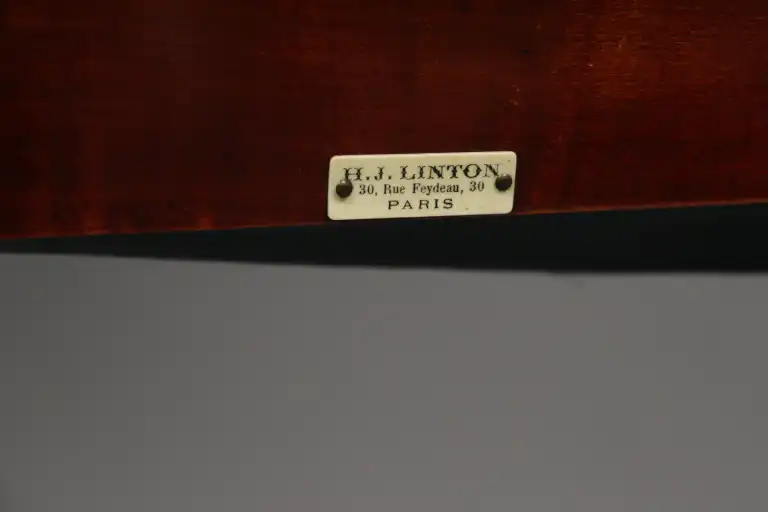 H.J. LINTON
30, Rue Feydeau, 30
PARIS